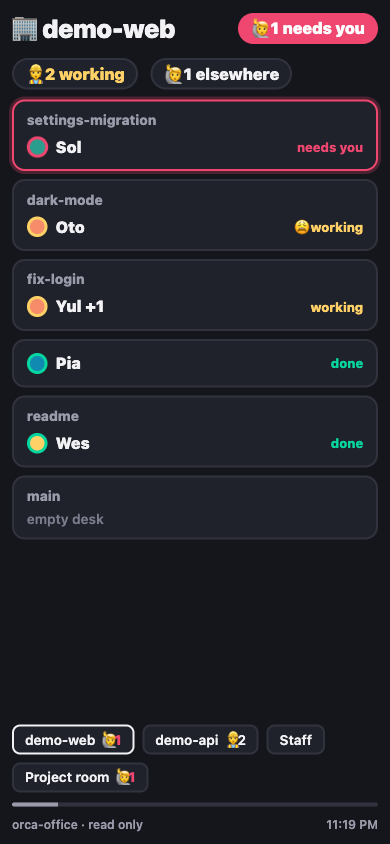 demo-web
1 needs you
2 working
1 elsewhere
settings-migration
Sol
needs you
dark-mode
Oto
working
fix-login
Yul +1
working
Pia
done
readme
Wes
done
main
empty desk
demo-web 1
demo-api 2
Staff
Project room 1
orca-office · read only
11:19 PM